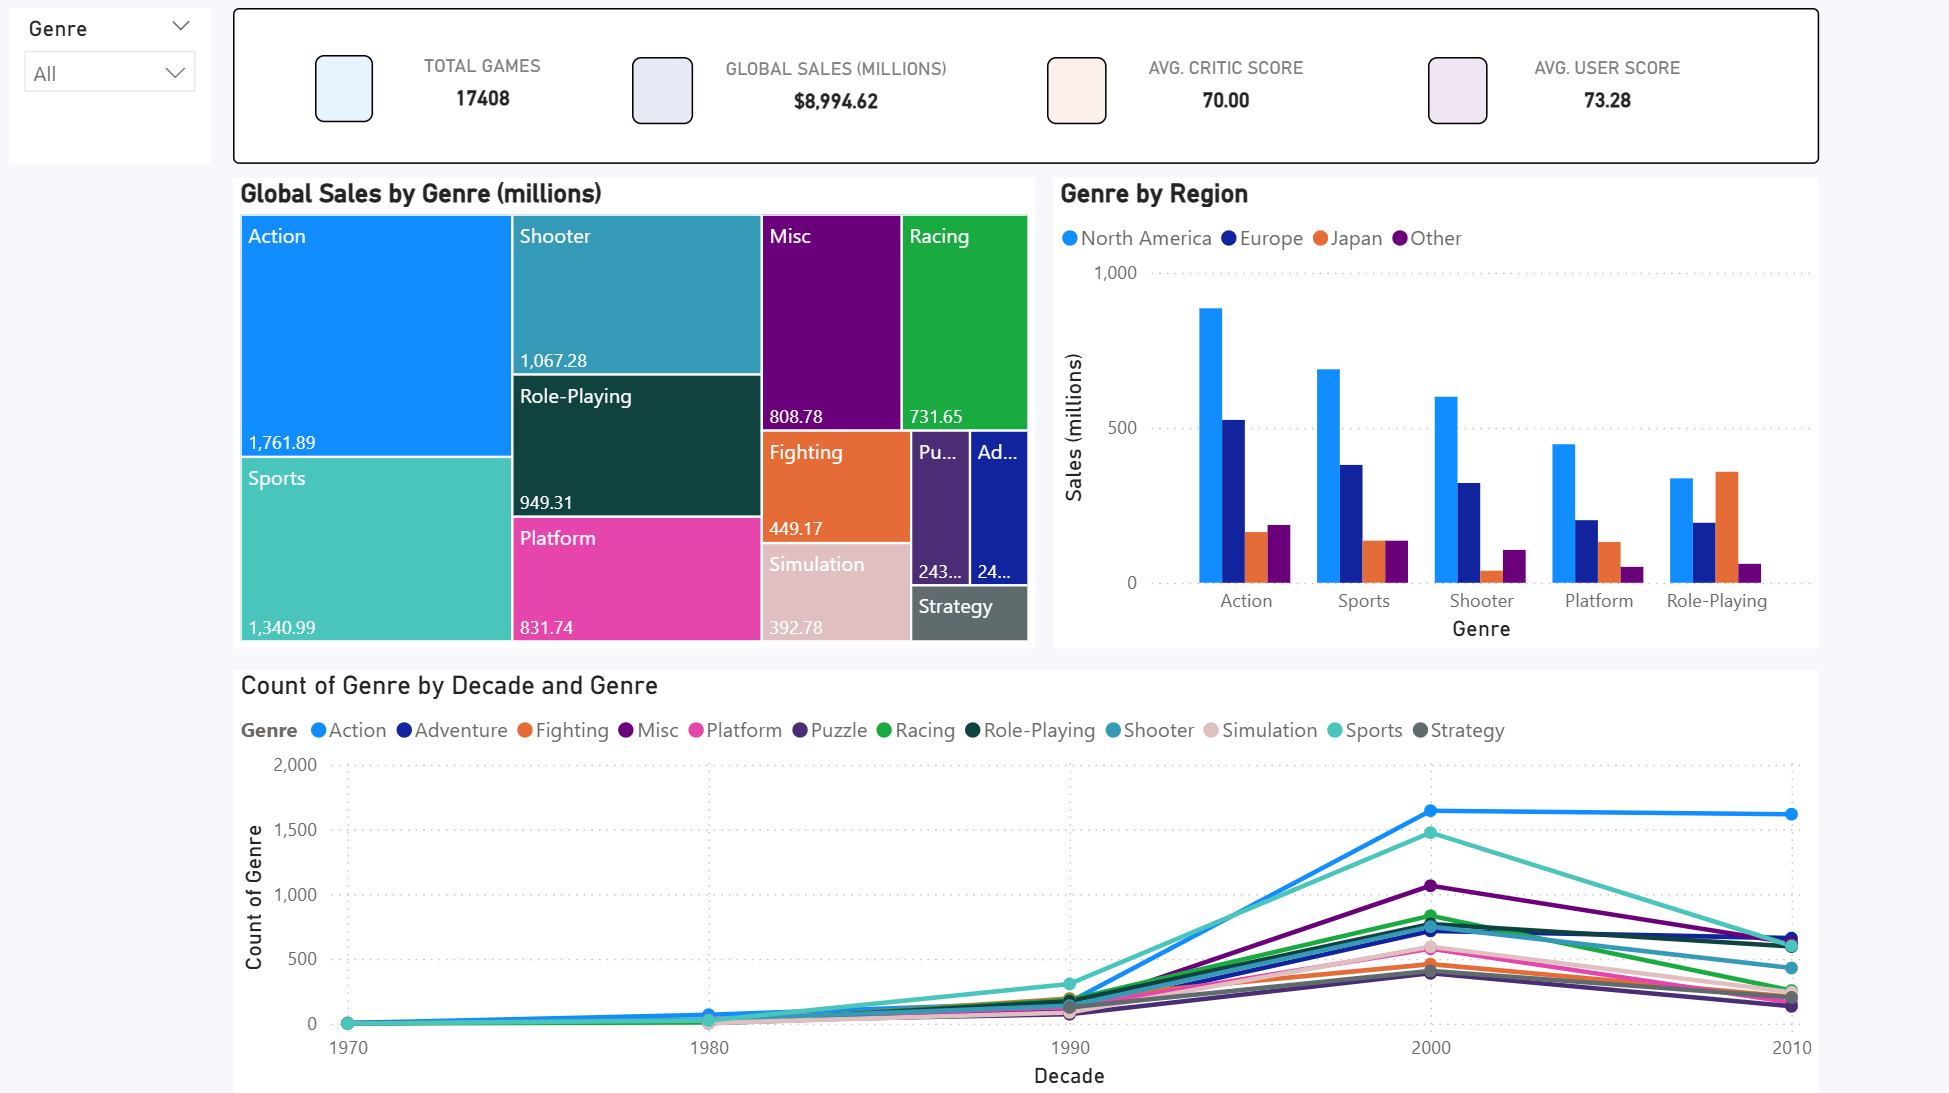 Genre
All
TOTAL GAMES
17408
GLOBAL SALES (MILLIONS)
$8,994.62
AVG. CRITIC SCORE
70.00
AVG. USER SCORE
73.28
Global Sales by Genre (millions)
Action
1,761.89
Sports
1,340.99
Shooter
1,067.28
Role-Playing
949.31
Platform
831.74
Misc
808.78
Racing
731.65
Fighting
449.17
Simulation
392.78
Pu...
243...
Ad...
24...
Strategy
Genre by Region
North America Europe Japan Other
1,000
500
0
Sales (millions)
Action Sports Shooter Platform Role-Playing
Genre
Count of Genre by Decade and Genre
Genre Action Adventure Fighting Misc Platform Puzzle Racing Role-Playing Shooter Simulation Sports Strategy
2,000
1,500
1,000
500
0
Count of Genre
1970 1980 1990 2000 2010
Decade